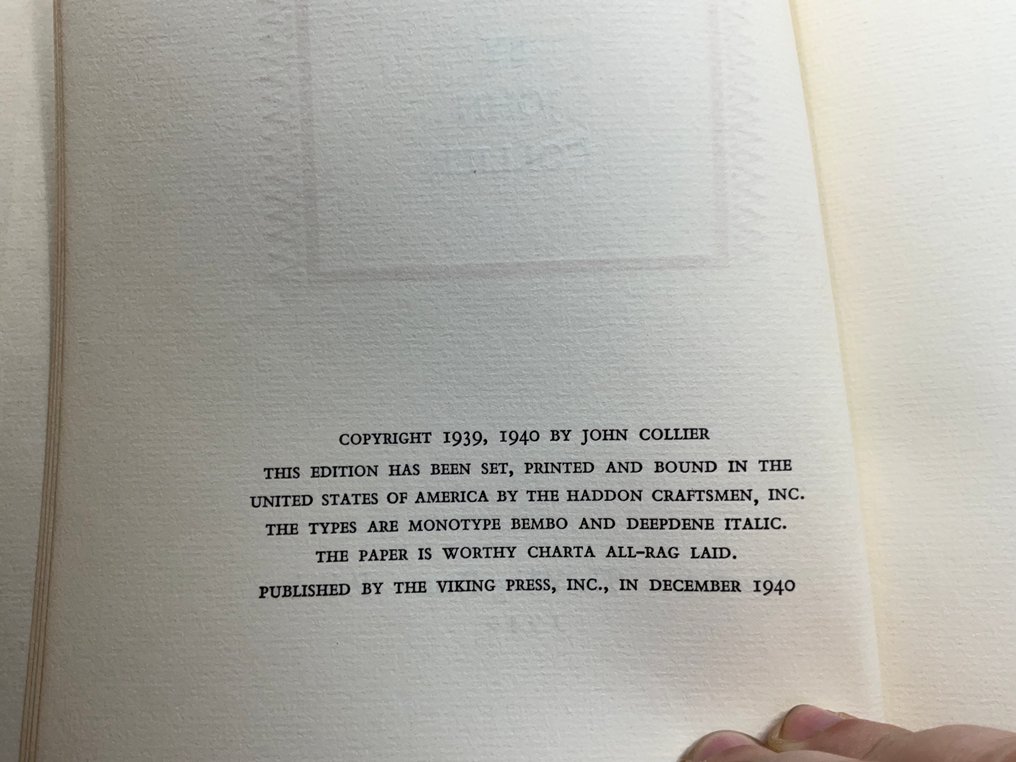 COPYRIGHT 1939, 1940 BY JOHN COLLIER
THIS EDITION HAS BEEN SET, PRINTED AND BOUND IN THE
UNITED STATES OF AMERICA BY THE HADDON CRAFTSMEN, INC.
THE TYPES ARE MONOTYPE BEMBO AND DEEPDENE ITALIC.
THE PAPER IS WORTHY CHARTA ALL-RAG LAID.
PUBLISHED BY THE VIKING PRESS, INC., IN DECEMBER 1940